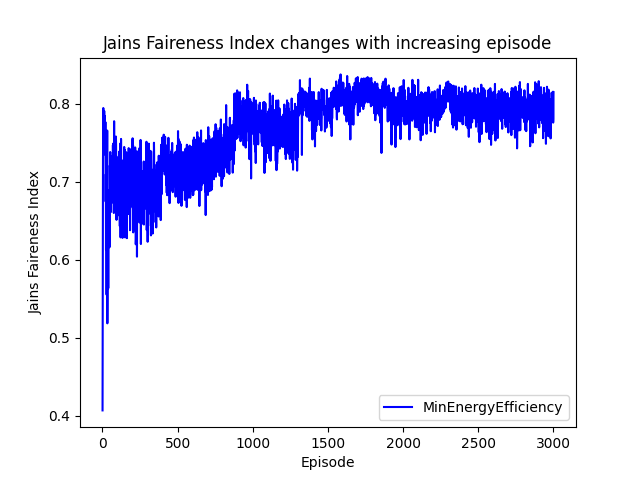 Jains Faireness Index changes with increasing episode
Jains Faireness Index
0.8
0.7
0.6
0.5
0.4
MinEnergyEfficiency
0 500 1000 1500 2000 2500 3000
Episode